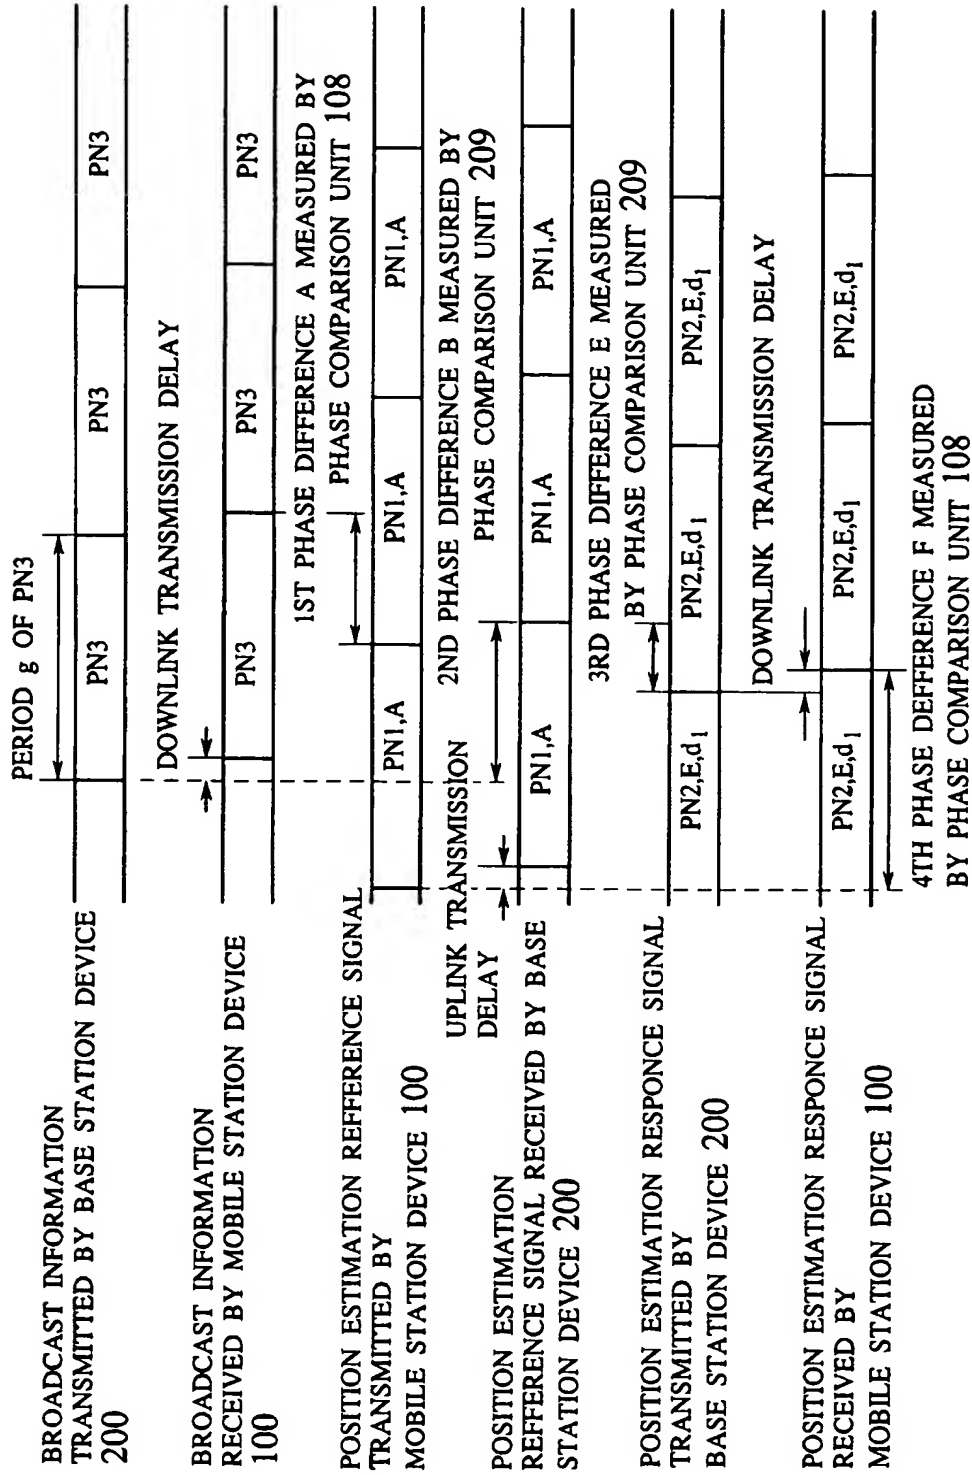 BROADCAST INFORMATION
TRANSMITTED BY BASE STATION DEVICE
200
PERIOD g OF PN3
PN3
PN3
PN3
BROADCAST INFORMATION
RECEIVED BY MOBILE STATION DEVICE
100
DOWNLINK TRANSMISSION DELAY
PN3
PN3
PN3
1ST PHASE DIFFERENCE A MEASURED BY
PHASE COMPARISON UNIT 108
POSITION ESTIMATION REFFERENCE SIGNAL
TRANSMITTED BY
MOBILE STATION DEVICE 100
PN1,A
PN1,A
PN1,A
UPLINK TRANSMISSION
DELAY
2ND PHASE DIFFERENCE B MEASURED BY
PHASE COMPARISON UNIT 209
POSITION ESTIMATION
REFFERENCE SIGNAL RECEIVED BY BASE
STATION DEVICE 200
PN1,A
PN1,A
PN1,A
3RD PHASE DIFFERENCE E MEASURED
BY PHASE COMPARISON UNIT 209
POSITION ESTIMATION RESPONCE SIGNAL
TRANSMITTED BY
BASE STATION DEVICE 200
PN2,E,d1
PN2,E,d1
PN2,E,d1
DOWNLINK TRANSMISSION DELAY
POSITION ESTIMATION RESPONCE SIGNAL
RECEIVED BY
MOBILE STATION DEVICE 100
PN2,E,d1
PN2,E,d1
PN2,E,d1
4TH PHASE DEFFERENCE F MEASURED
BY PHASE COMPARISON UNIT 108